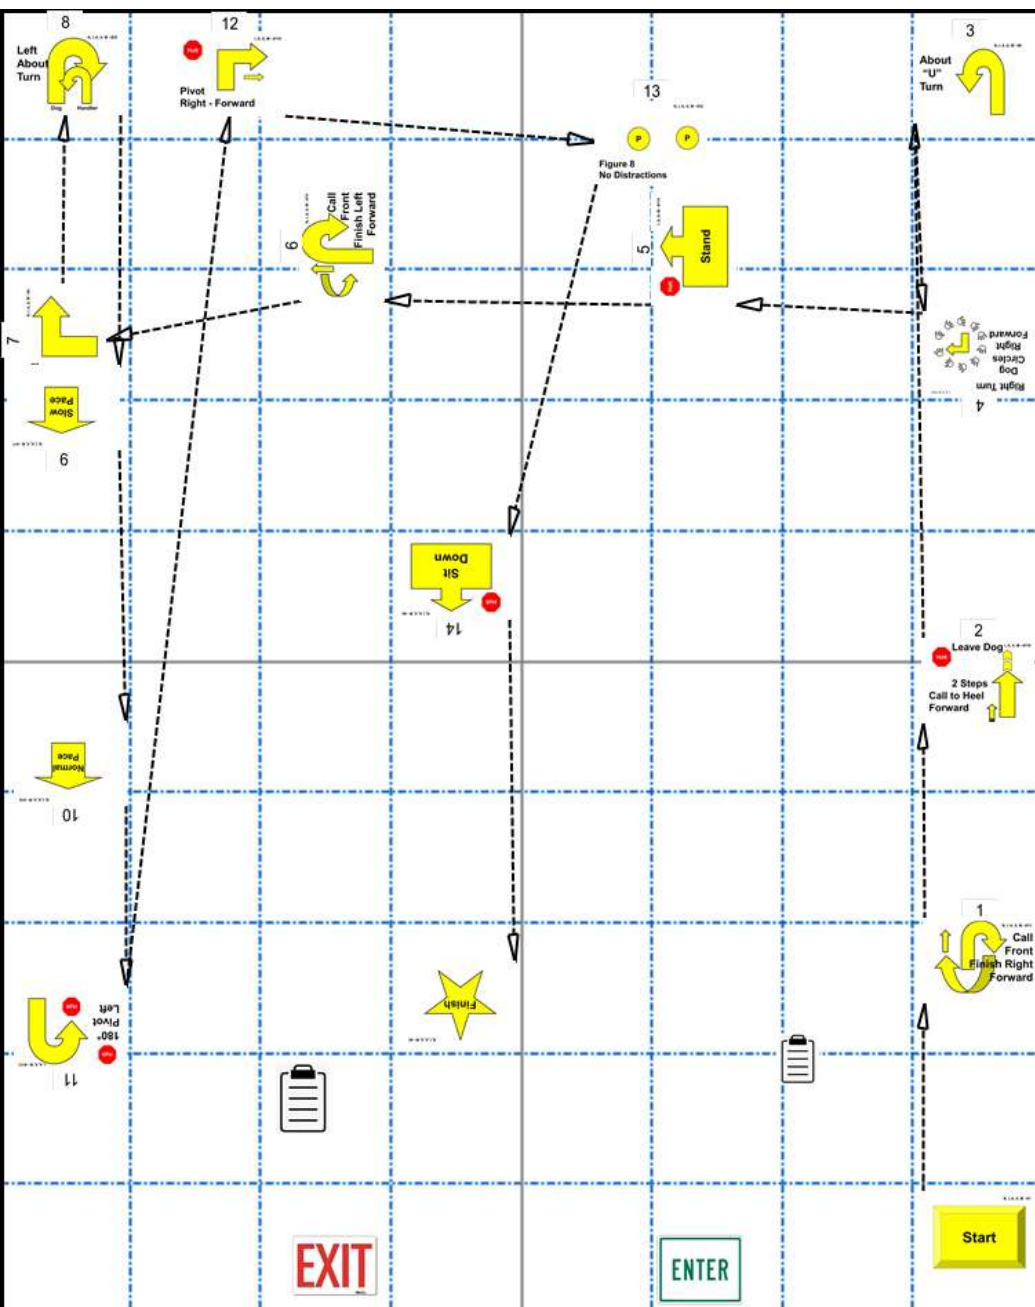 8
Left
About
Turn
Dog Handler
12
Halt
Pivot
Right - Forward
13
P P
Figure 8
No Distractions
3
About
"U"
Turn
6
Call
Front
Finish Left
Forward
5
Stand
Halt
7
Slow
Pace
9
Right Turn
Dog
Circles
Right
Forward
4
Sit
Down
Halt
14
2
Halt
Leave Dog
2 Steps
Call to Heel
Forward
Normal
Pace
10
1
Call
Front
Finish Right
Forward
180°
Pivot
Left
Halt
Halt
11
Finish
Start
EXIT
ENTER